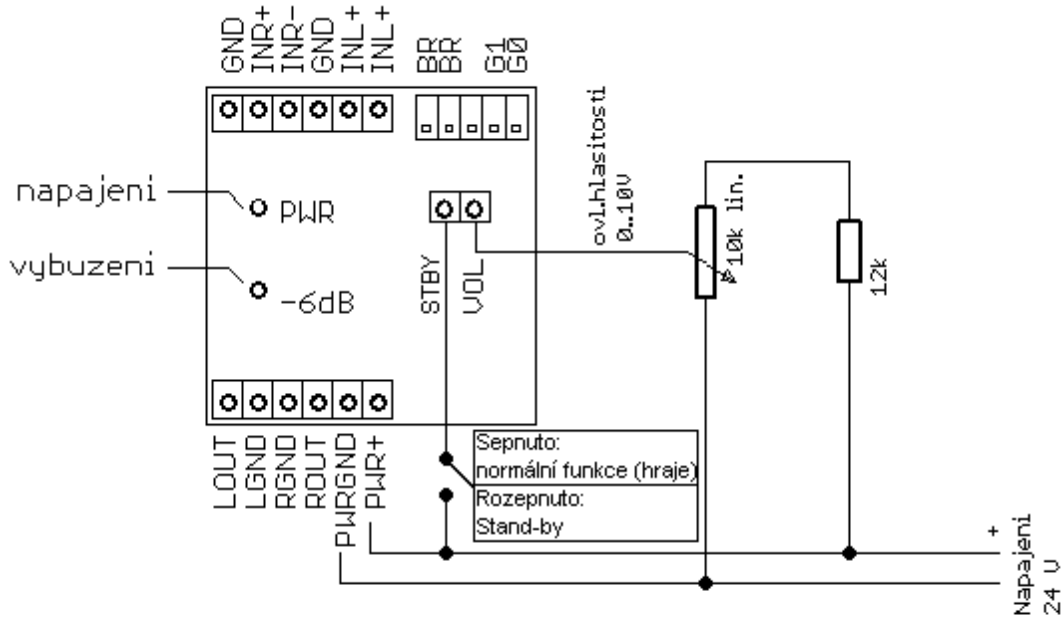 GND
INR+
INR-
GND
INL+
INL+
BR
BR
G1
G0
napajeni
PWR
vybuzeni
-6dB
STBY
VOL
ovl.hlasitosti
0..10V
10k lin.
12k
LOUT
LGND
RGND
ROUT
PWRGND
PWR+
Sepnuto:
normální funkce (hraje)
Rozepnuto:
Stand-by
+
Napajeni
24 V